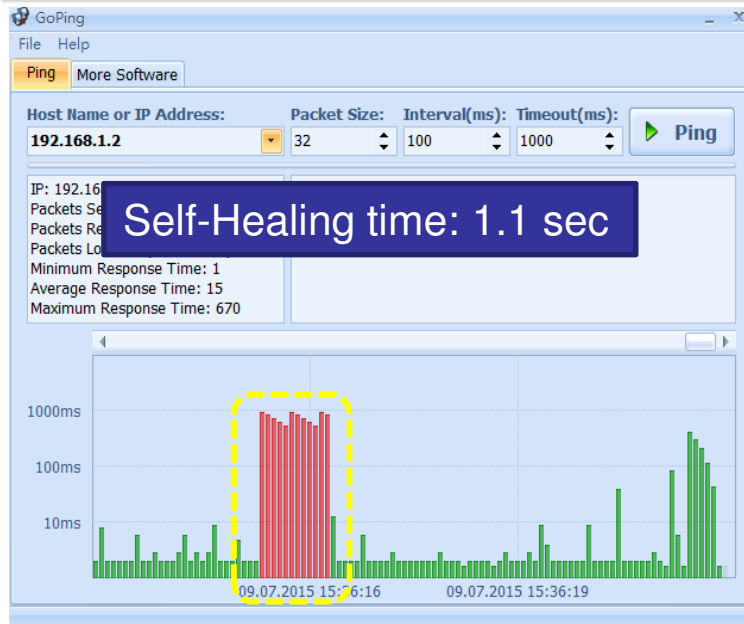 GoPing
File Help
Ping More Software
Host Name or IP Address: Packet Size: Interval(ms): Timeout(ms):
192.168.1.2 32 100 1000 Ping
IP: 192.16
Packets Se
Packets Re
Packets Lo
Self-Healing time: 1.1 sec
Minimum Response Time: 1
Average Response Time: 15
Maximum Response Time: 670
1000ms
100ms
10ms
09.07.2015 15:36:16 09.07.2015 15:36:19